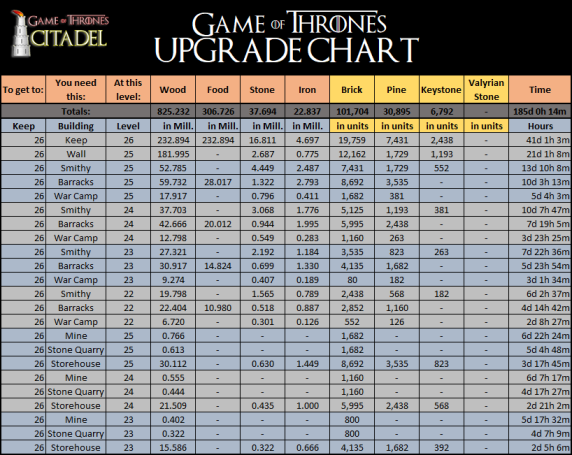 GAME OF THRONES
CITADEL
GAME OF THRONES
UPGRADE CHART
To get to: You need this: At this level: Wood Food Stone Iron Brick Pine Keystone Valyrian Stone Time
Totals: 825.232 306.726 37.694 22.837 101,704 30,895 6,792 - 185d 0h 14m
Keep Building Level in Mill. in Mill. in Mill. in Mill. in units in units in units in units Hours
26 Keep 26 232.894 232.894 16.811 4.697 19,759 7,431 2,438 - 41d 1h 3m
26 Wall 25 181.995 - 2.687 0.775 12,162 1,729 1,193 - 21d 1h 8m
26 Smithy 25 52.785 - 4.449 2.487 7,431 1,729 552 - 13d 10h 8m
26 Barracks 25 59.732 28.017 1.322 2.793 8,692 3,535 - - 10d 3h 13m
26 War Camp 25 17.917 - 0.796 0.411 1,682 381 - - 5d 4h 3m
26 Smithy 24 37.703 - 3.068 1.776 5,125 1,193 381 - 10d 7h 47m
26 Barracks 24 42.666 20.012 0.944 1.995 5,995 2,438 - - 7d 19h 5m
26 War Camp 24 12.798 - 0.549 0.283 1,160 263 - - 3d 23h 25m
26 Smithy 23 27.321 - 2.192 1.184 3,535 823 263 - 7d 22h 36m
26 Barracks 23 30.917 14.824 0.699 1.330 4,135 1,682 - - 5d 23h 54m
26 War Camp 23 9.274 - 0.407 0.189 80 182 - - 3d 1h 34m
26 Smithy 22 19.798 - 1.565 0.789 2,438 568 182 - 6d 2h 37m
26 Barracks 22 22.404 10.980 0.518 0.887 2,852 1,160 - - 4d 14h 42m
26 War Camp 22 6.720 - 0.301 0.126 552 126 - - 2d 8h 27m
26 Mine 25 0.766 - - - 1,682 - - - 6d 22h 24m
26 Stone Quarry 25 0.613 - - - 1,682 - - - 5d 4h 48m
26 Storehouse 25 30.112 - 0.630 1.449 8,692 3,535 823 - 3d 17h 45m
26 Mine 24 0.555 - - - 1,160 - - - 6d 7h 17m
26 Stone Quarry 24 0.444 - - - 1,160 - - - 4d 17h 27m
26 Storehouse 24 21.509 - 0.435 1.000 5,995 2,438 568 - 2d 21h 2m
26 Mine 23 0.402 - - - 800 - - - 5d 17h 32m
26 Stone Quarry 23 0.322 - - - 800 - - - 4d 7h 9m
26 Storehouse 23 15.586 - 0.322 0.666 4,135 1,682 392 - 2d 5h 6m